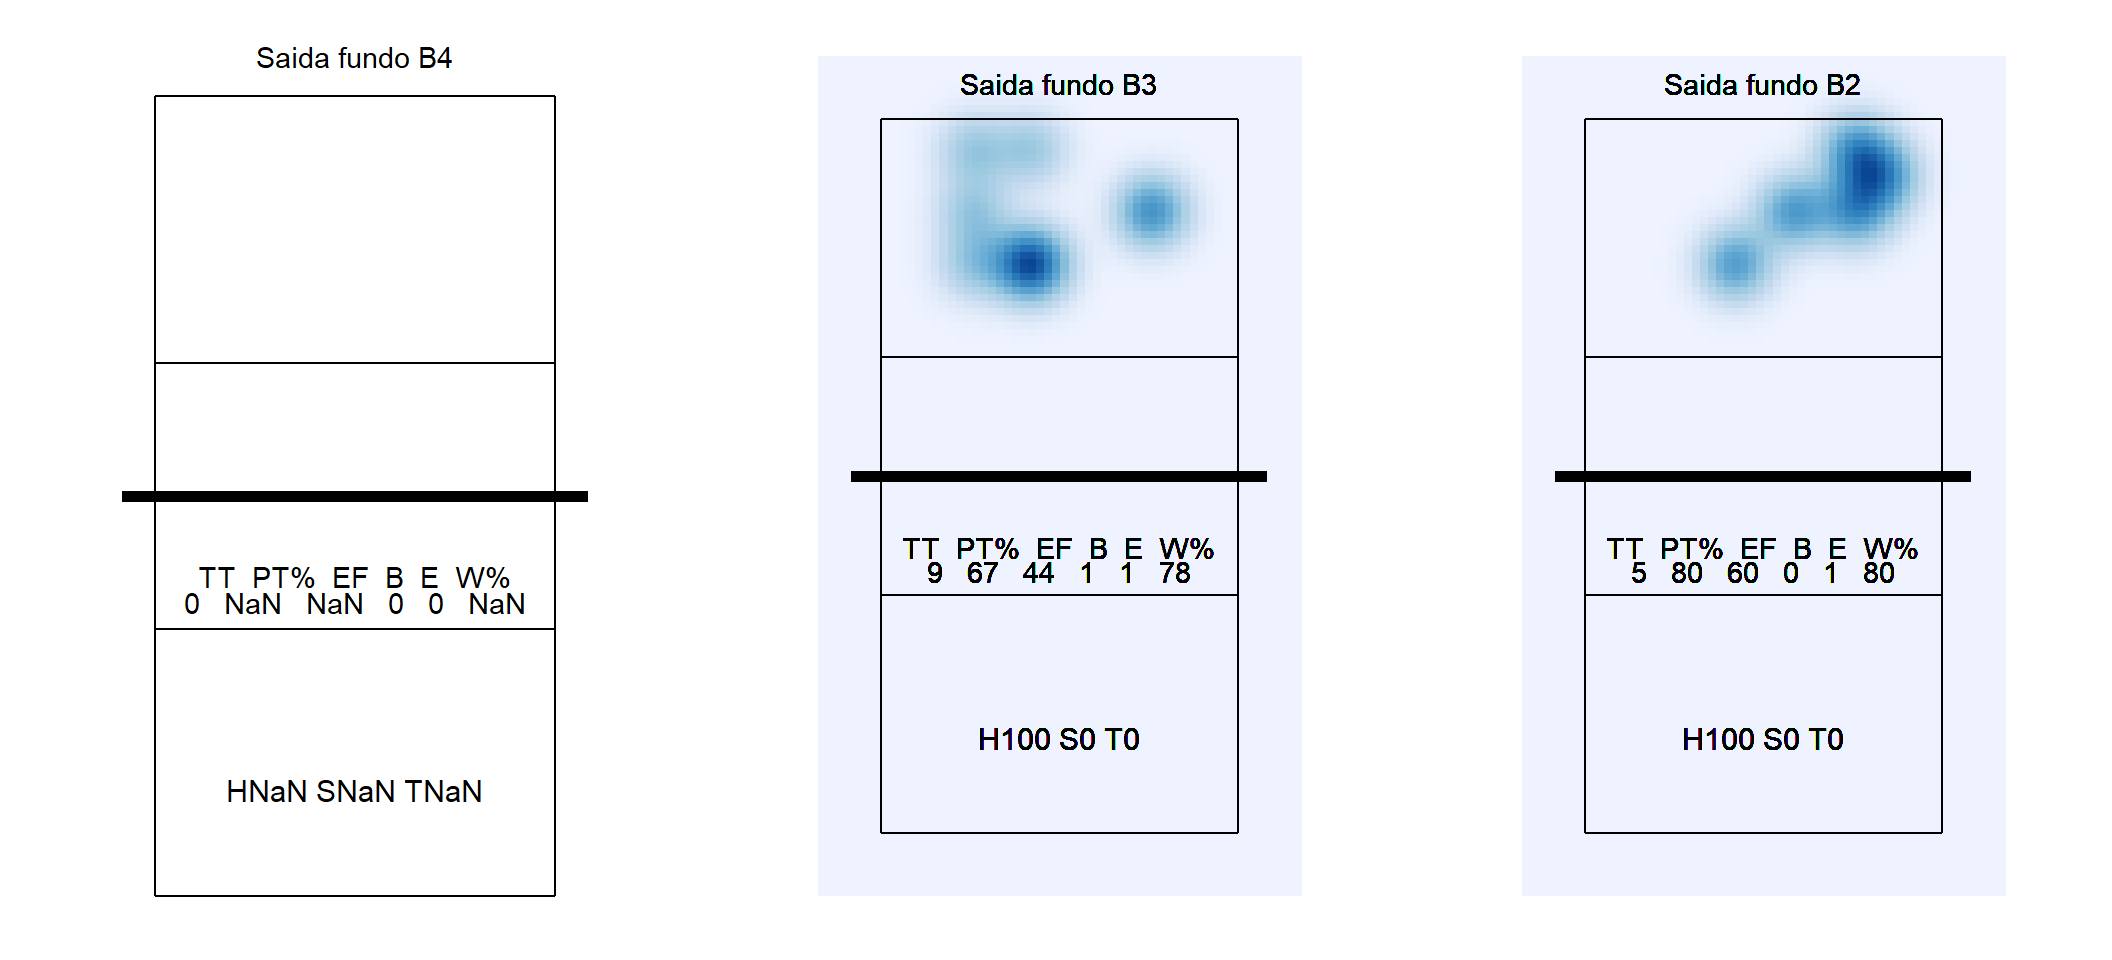 Saida fundo B4
TT PT% EF B E W%
0 NaN NaN 0 0 NaN
HNaN SNaN TNaN
Saida fundo B3
TT PT% EF B E W%
9 67 44 1 1 78
H100 S0 T0
Saida fundo B2
TT PT% EF B E W%
5 80 60 0 1 80
H100 S0 T0